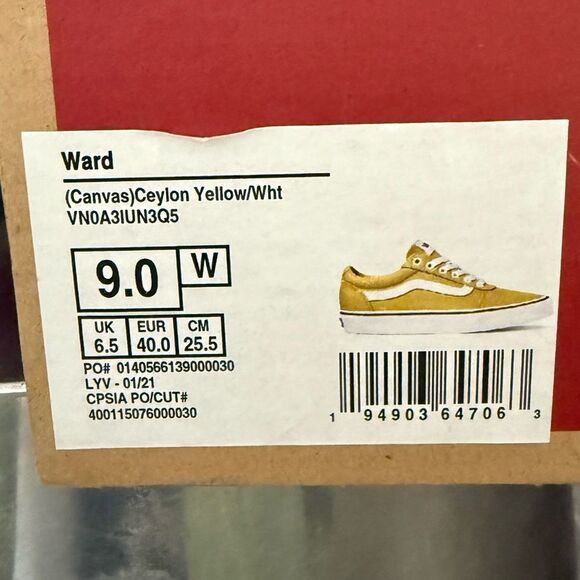 Ward
(Canvas)Ceylon Yellow/Wht
VN0A3IUN3Q5
9.0 W
UK EUR CM
6.5 40.0 25.5
PO# 0140566139000030
LYV - 01/21
CPSIA PO/CUT#
400115076000030
1 94903 64706 3